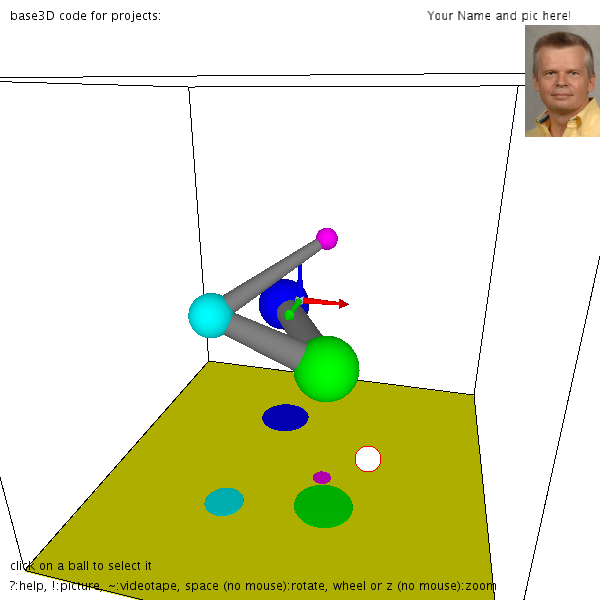 base3D code for projects:
Your Name and pic here!
click on a ball to select it
?:help, !:picture, ~:videotape, space (no mouse):rotate, wheel or z (no mouse):zoom